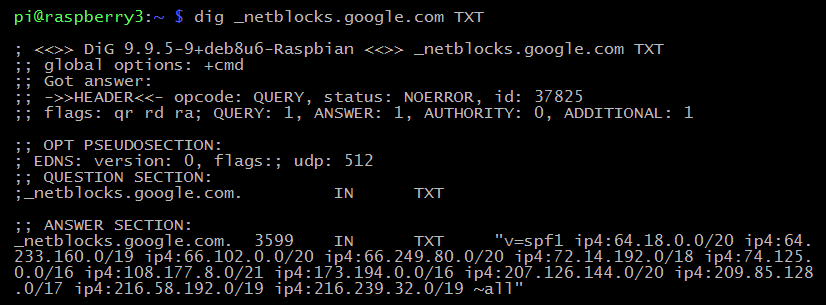 pi@raspberry3:~ $ dig _netblocks.google.com TXT
; <<>> DiG 9.9.5-9+deb8u6-Raspbian <<>> _netblocks.google.com TXT
;; global options: +cmd
;; Got answer:
;; ->>HEADER<<- opcode: QUERY, status: NOERROR, id: 37825
;; flags: qr rd ra; QUERY: 1, ANSWER: 1, AUTHORITY: 0, ADDITIONAL: 1
;; OPT PSEUDOSECTION:
; EDNS: version: 0, flags:; udp: 512
;; QUESTION SECTION:
;_netblocks.google.com. IN TXT
;; ANSWER SECTION:
_netblocks.google.com. 3599 IN TXT "v=spf1 ip4:64.18.0.0/20 ip4:64.
233.160.0/19 ip4:66.102.0.0/20 ip4:66.249.80.0/20 ip4:72.14.192.0/18 ip4:74.125.
0.0/16 ip4:108.177.8.0/21 ip4:173.194.0.0/16 ip4:207.126.144.0/20 ip4:209.85.128
.0/17 ip4:216.58.192.0/19 ip4:216.239.32.0/19 ~all"